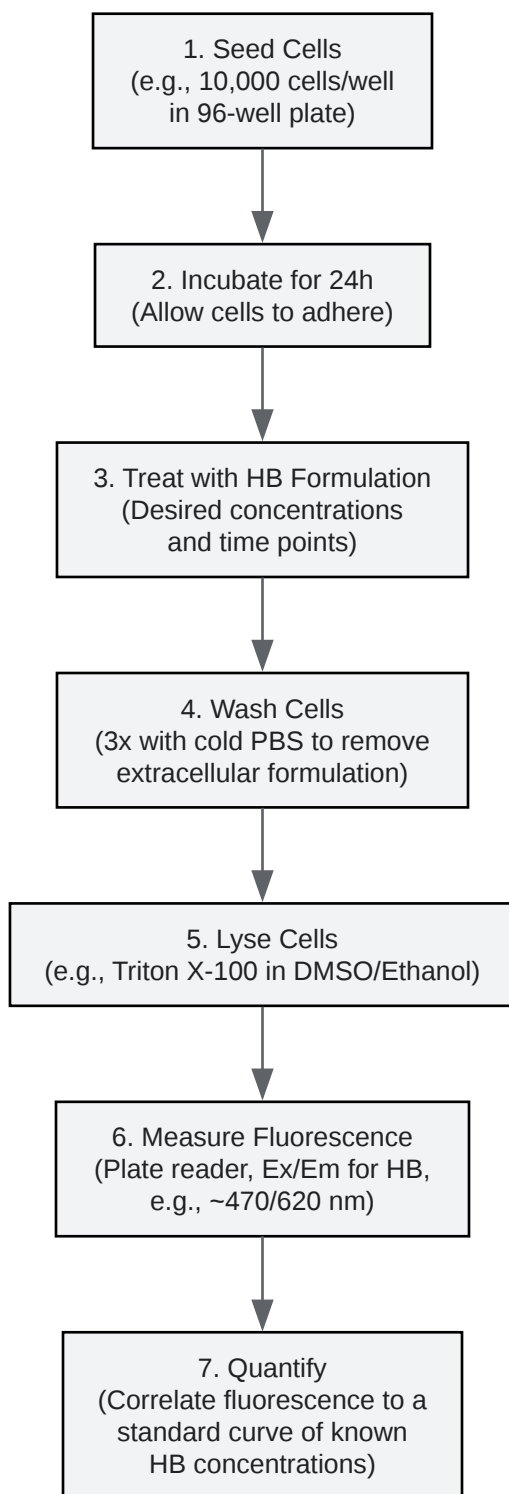 1. Seed Cells
(e.g., 10,000 cells/well
in 96-well plate)
2. Incubate for 24h
(Allow cells to adhere)
3. Treat with HB Formulation
(Desired concentrations
and time points)
4. Wash Cells
(3x with cold PBS to remove
extracellular formulation)
5. Lyse Cells
(e.g., Triton X-100 in DMSO/Ethanol)
6. Measure Fluorescence
(Plate reader, Ex/Em for HB,
e.g., ~470/620 nm)
7. Quantify
(Correlate fluorescence to a
standard curve of known
HB concentrations)